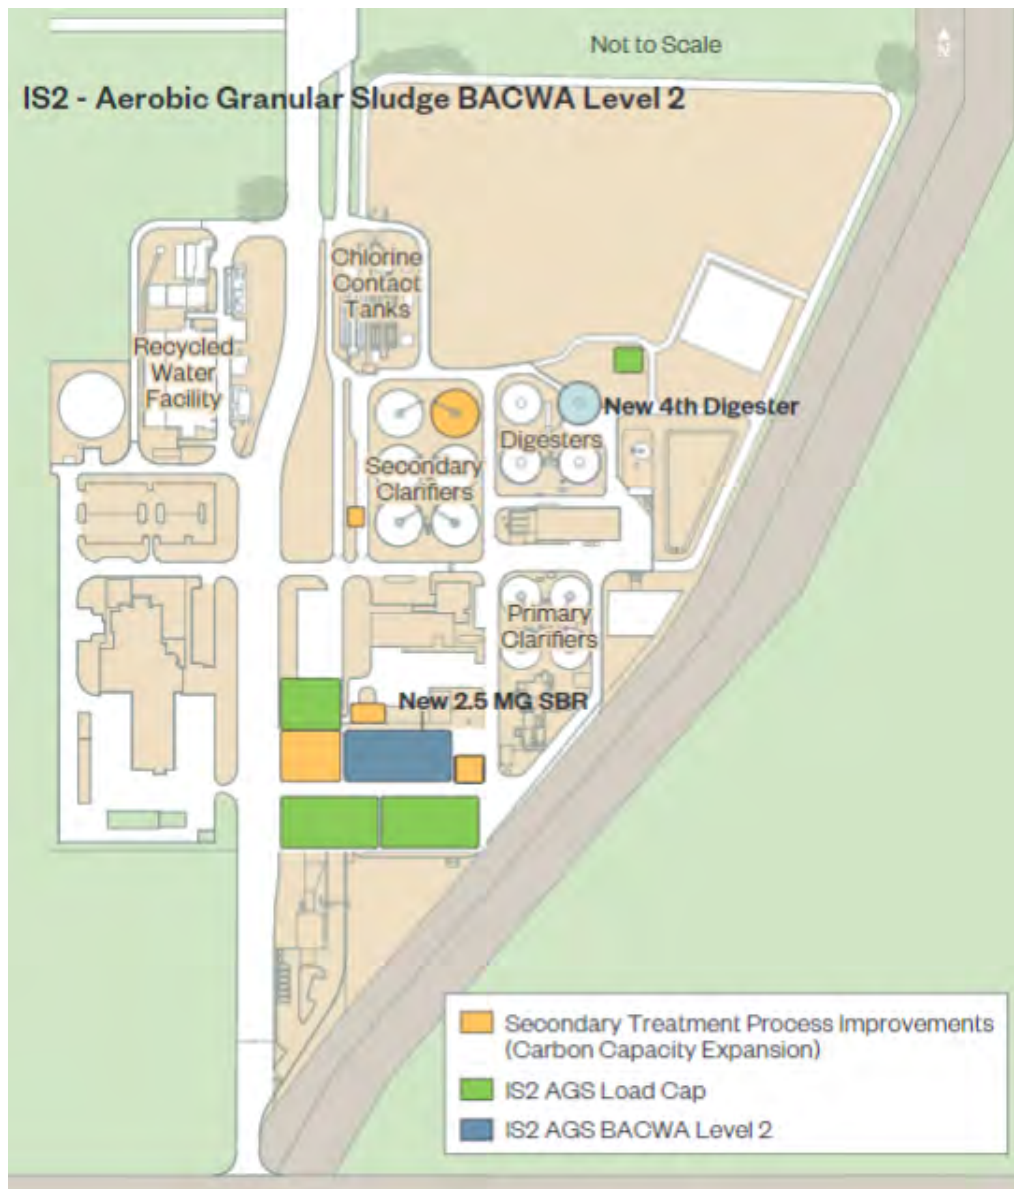 Not to Scale
N
IS2 - Aerobic Granular Sludge BACWA Level 2
Chlorine
Contact
Tanks
Recycled
Water
Facility
New 4th Digester
Digesters
Secondary
Clarifiers
Primary
Clarifiers
New 2.5 MG SBR
Secondary Treatment Process Improvements
(Carbon Capacity Expansion)
IS2 AGS Load Cap
IS2 AGS BACWA Level 2